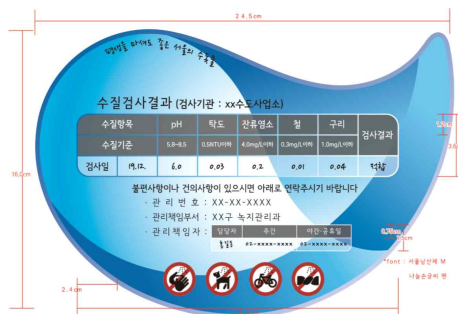 24.5cm
평생을 마셔도 좋은 서울의 수돗물
수질검사결과 (검사기관 : xx수도사업소)
수질항목 pH 탁도 잔류염소 철 구리 검사결과
수질기준 5.8~8.5 0.5NTU이하 4.0mg/L이하 0.3mg/L이하 1.0mg/L이하
검사일 19.12 6.0 0.03 0.2 0.01 0.04 적합
불편사항이나 건의사항이 있으시면 아래로 연락주시기 바랍니다
· 관 리 번 호 : XX-XX-XXXX
· 관리책임부서 : XX구 녹지관리과
· 관리책임자 : 담당자 주간 야간·공휴일
홍길동 02-xxxx-xxxx 02-xxxx-xxxx
16.0cm
0.75cm
2.4cm
*font : 서울남산체 M
나눔손글씨 펜